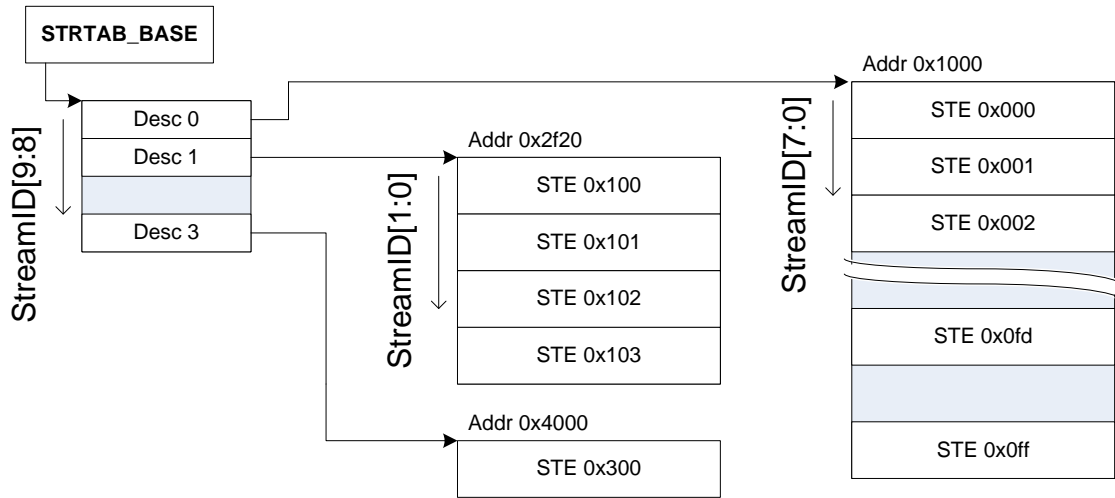 STRTAB_BASE
StreamID[9:8]
Desc 0
Desc 1
Desc 3
Addr 0x2f20
StreamID[1:0]
STE 0x100
STE 0x101
STE 0x102
STE 0x103
Addr 0x4000
STE 0x300
Addr 0x1000
StreamID[7:0]
STE 0x000
STE 0x001
STE 0x002
STE 0x0fd
STE 0x0ff